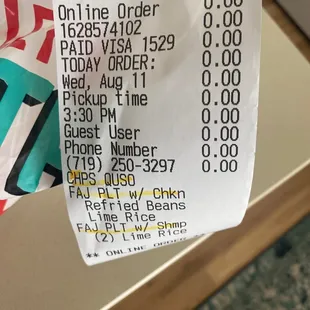 Online Order 0.00
1628574102 0.00
PAID VISA 1529 0.00
TODAY ORDER: 0.00
Wed, Aug 11 0.00
Pickup time 0.00
3:30 PM 0.00
Guest User 0.00
Phone Number 0.00
(719) 250-3297 0.00
CHPS QUSO
FAJ PLT w/ Chkn
Refried Beans
Lime Rice
FAJ PLT w/ Shmp
(2) Lime Rice
** ONLINE ORDER